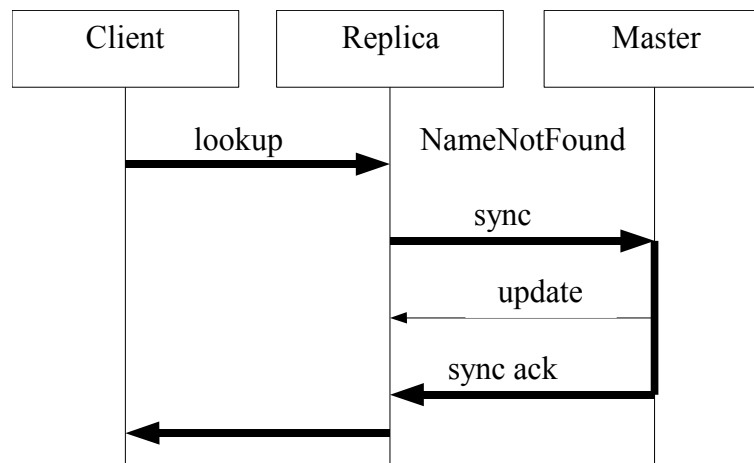 Client
Replica
Master
lookup
NameNotFound
sync
update
sync ack